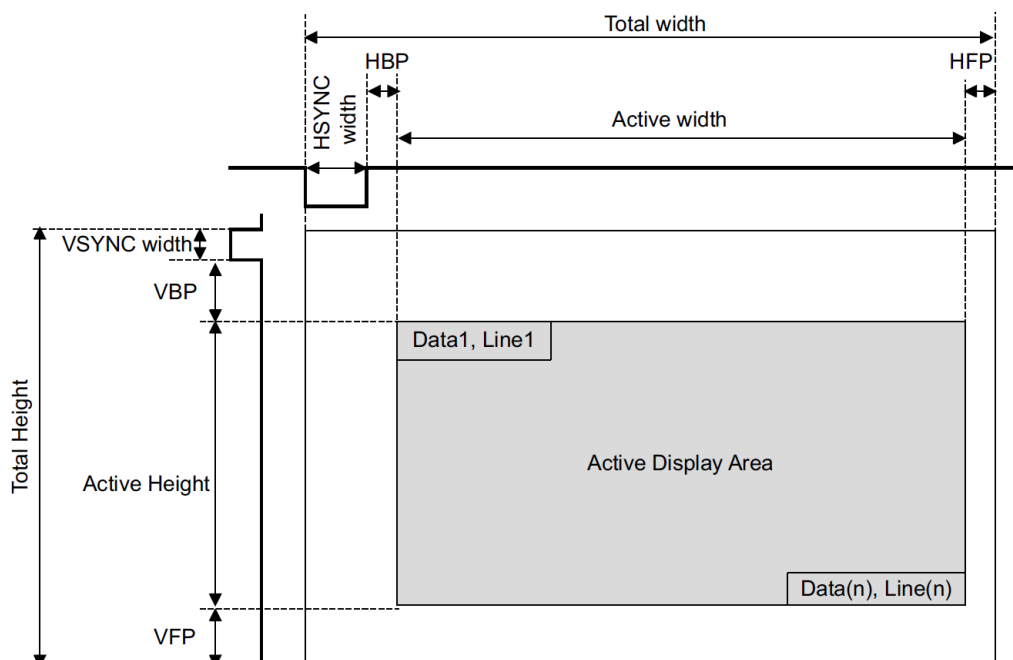 Total width
HBP
HFP
HSYNC
width
Active width
VSYNC width
VBP
Data1, Line1
Total Height
Active Height
Active Display Area
Data(n), Line(n)
VFP